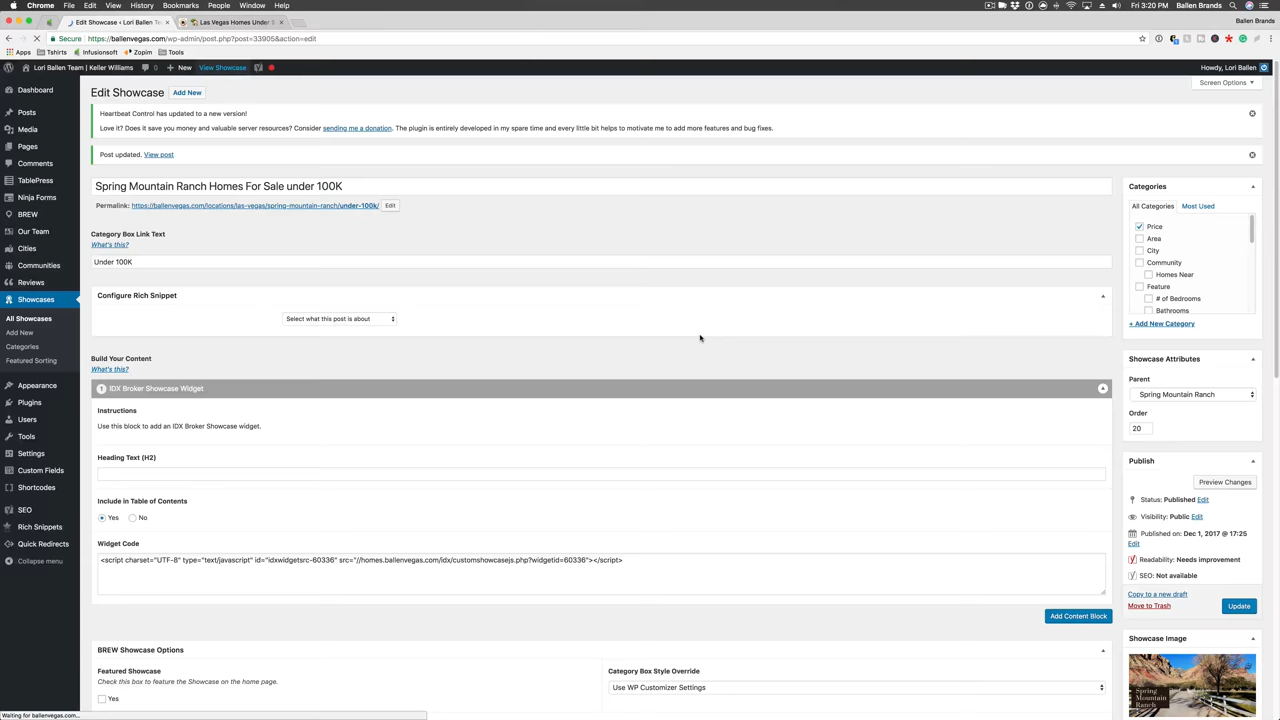 Chrome File Edit View History Bookmarks People Window Help
Fri 3:20 PM Ballen Brands
Edit Showcase ‹ Lori Ballen Te... Las Vegas Homes Under $
Ballen Brands
Secure https://ballenvegas.com/wp-admin/post.php?post=33905&action=edit
Apps Tshirts Infusionsoft Zopim Tools
Lori Ballen Team | Keller Williams 0 + New View Showcase
Howdy, Lori Ballen
Screen Options
Dashboard
Posts
Media
Pages
Comments
TablePress
Ninja Forms
BREW
Our Team
Cities
Communities
Reviews
Showcases
All Showcases
Add New
Categories
Featured Sorting
Appearance
Plugins
Users
Tools
Settings
Custom Fields
Shortcodes
SEO
Rich Snippets
Quick Redirects
Collapse menu
Edit Showcase Add New
Heartbeat Control has updated to a new version!
Love it? Does it save you money and valuable server resources? Consider sending me a donation. The plugin is entirely developed in my spare time and every little bit helps to motivate me to add more features and bug fixes.
Post updated. View post
Spring Mountain Ranch Homes For Sale under 100K
Permalink: https://ballenvegas.com/locations/las-vegas/spring-mountain-ranch/under-100k/ Edit
Category Box Link Text
What's this?
Under 100K
Configure Rich Snippet
Select what this post is about
Build Your Content
What's this?
1 IDX Broker Showcase Widget
Instructions
Use this block to add an IDX Broker Showcase widget.
Heading Text (H2)
Include in Table of Contents
Yes No
Widget Code
<script charset="UTF-8" type="text/javascript" id="idxwidgetsrc-60336" src="//homes.ballenvegas.com/idx/customshowcasejs.php?widgetid=60336"></script>
Add Content Block
BREW Showcase Options
Featured Showcase
Check this box to feature the Showcase on the home page.
Yes
Category Box Style Override
Use WP Customizer Settings
Categories
All Categories Most Used
Price
Area
City
Community
Homes Near
Feature
# of Bedrooms
Bathrooms
+ Add New Category
Showcase Attributes
Parent
Spring Mountain Ranch
Order
20
Publish
Preview Changes
Status: Published Edit
Visibility: Public Edit
Published on: Dec 1, 2017 @ 17:25
Edit
Readability: Needs improvement
SEO: Not available
Copy to a new draft
Move to Trash
Update
Showcase Image
Spring
Mountain
Ranch
Waiting for ballenvegas.com...